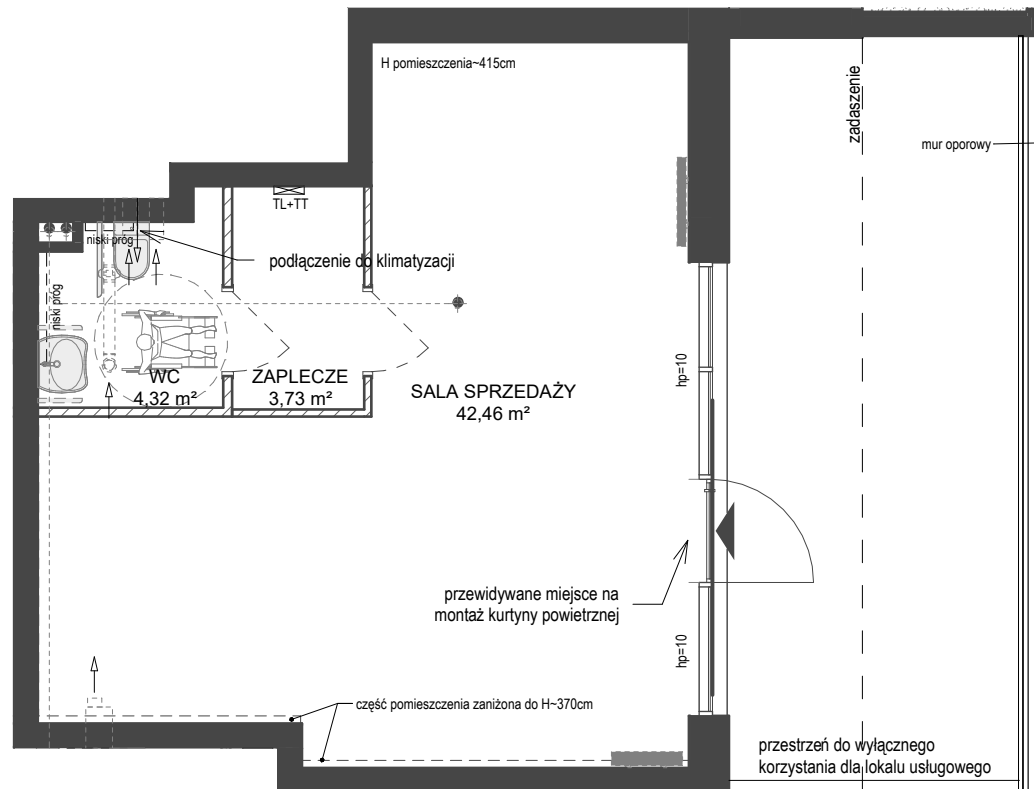 H pomieszczenia~415cm
zadaszenie
mur oporowy
TL+TT
niski próg
podłączenie do klimatyzacji
niski próg
WC
4,32 m²
ZAPLECZE
3,73 m²
SALA SPRZEDAŻY
42,46 m²
hp=10
przewidywane miejsce na
montaż kurtyny powietrznej
hp=10
część pomieszczenia zaniżona do H~370cm
przestrzeń do wyłącznego
korzystania dla lokalu usługowego